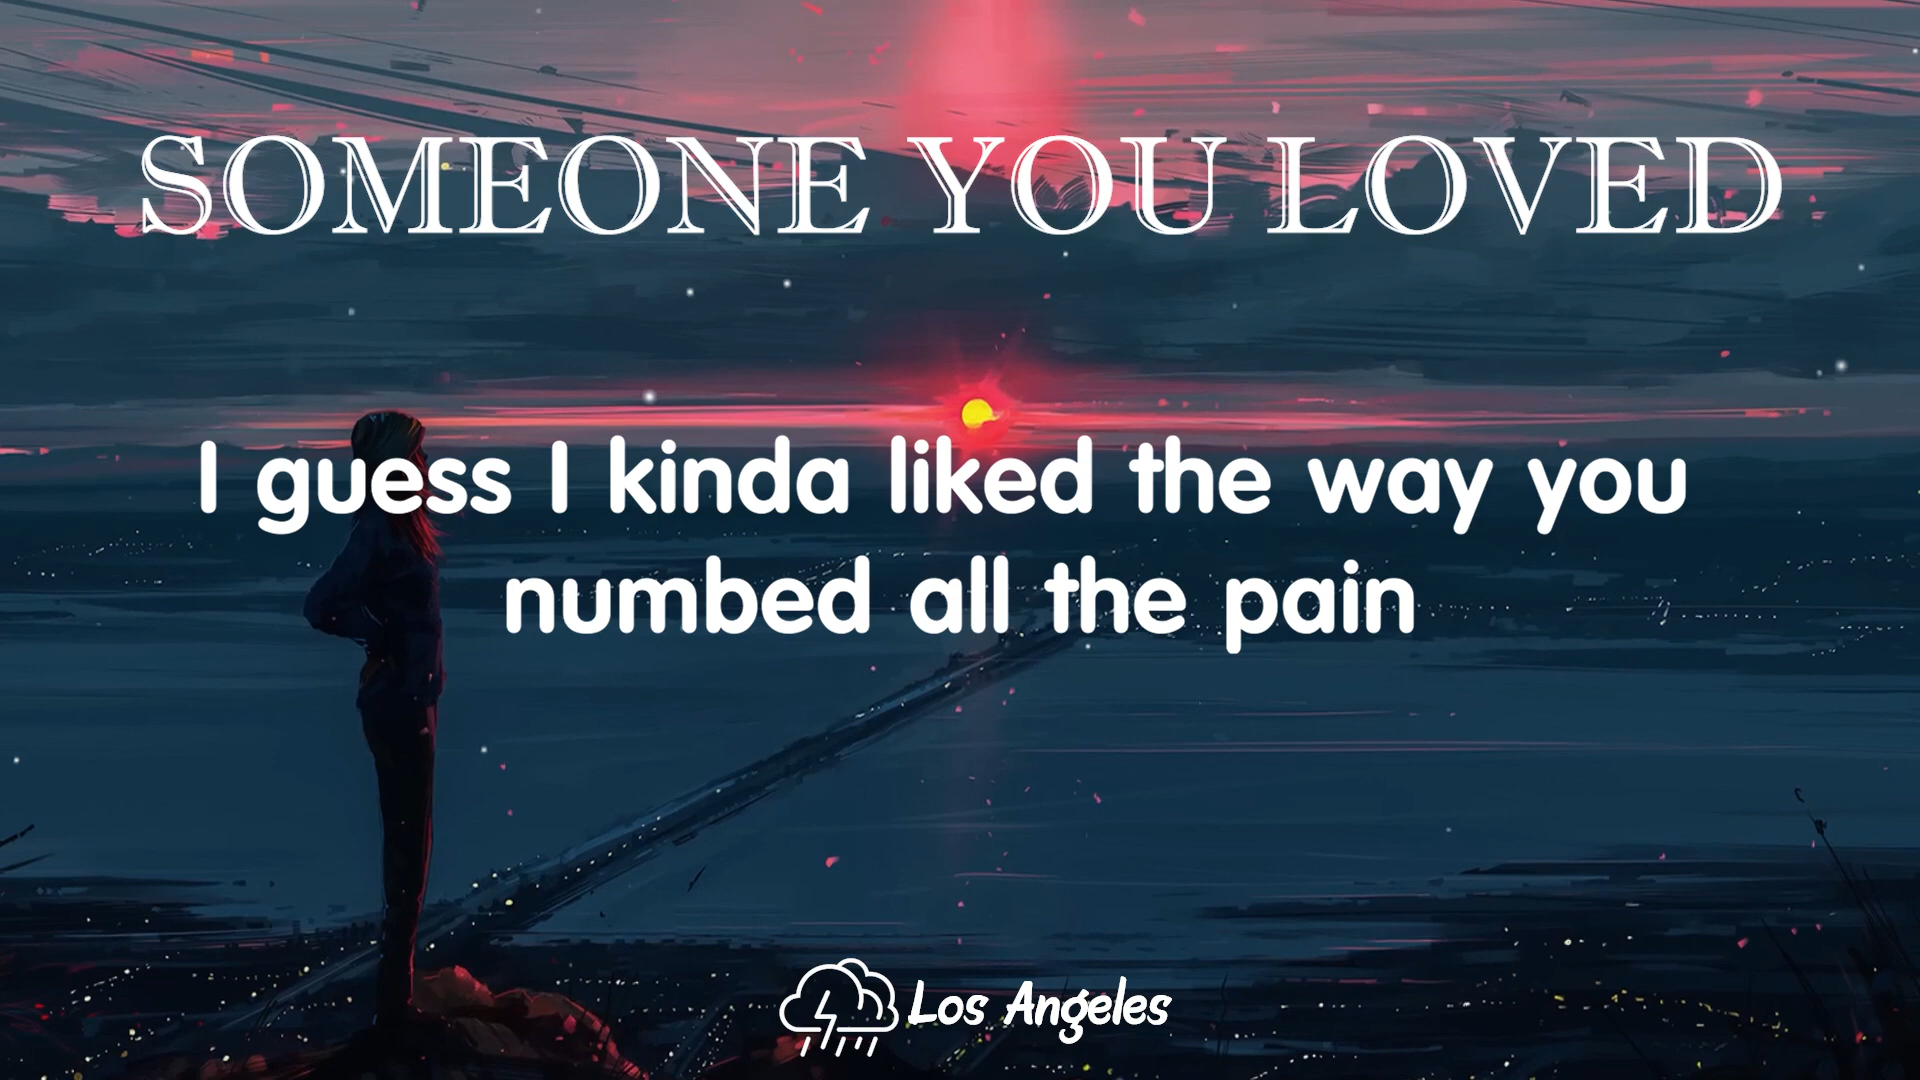 SOMEONE YOU LOVED
I guess I kinda liked the way you
numbed all the pain
Los Angeles